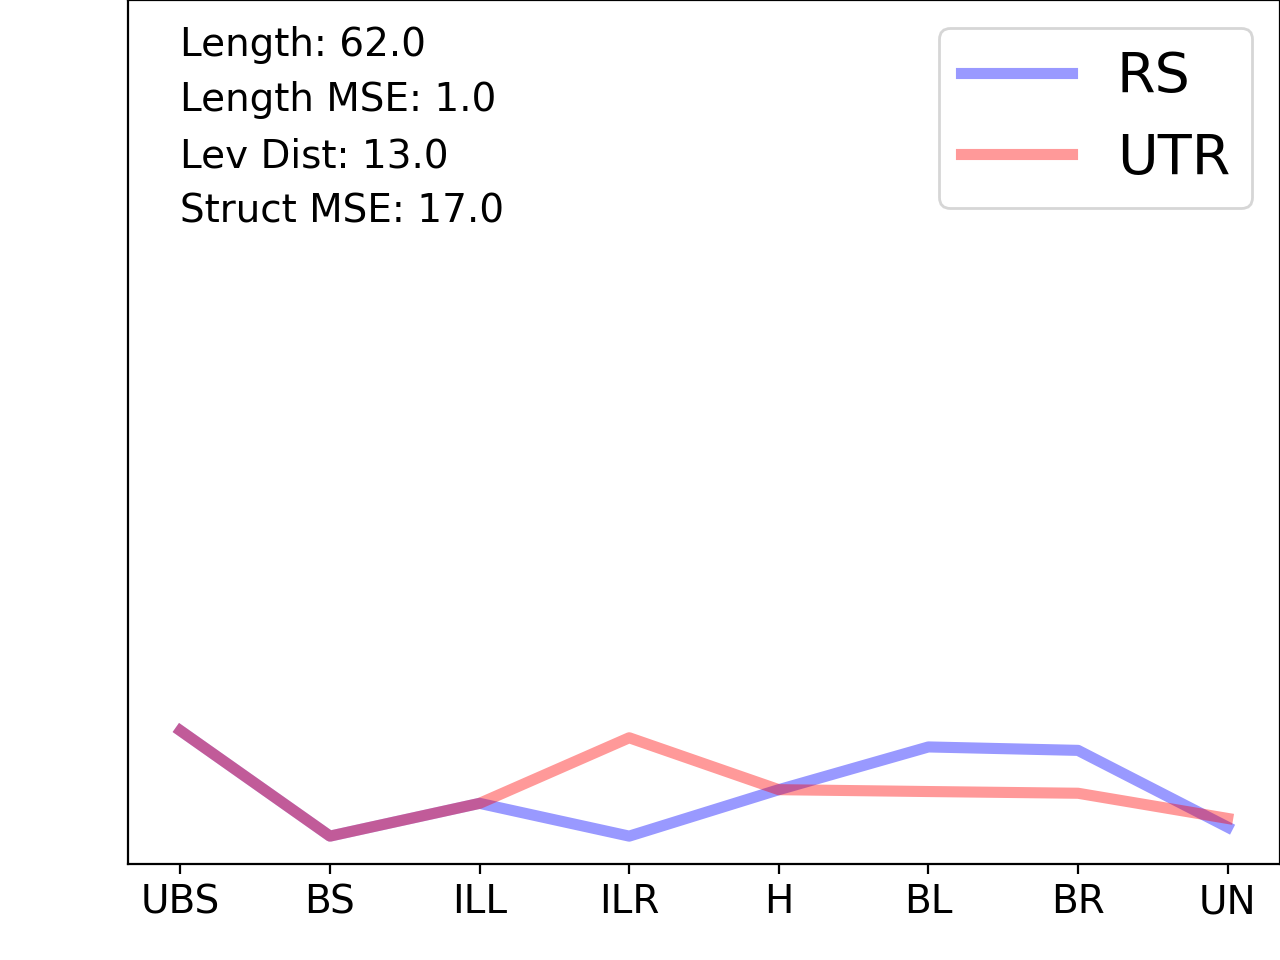 Length: 62.0
Length MSE: 1.0
Lev Dist: 13.0
Struct MSE: 17.0
RS
UTR
UBS BS ILL ILR H BL BR UN